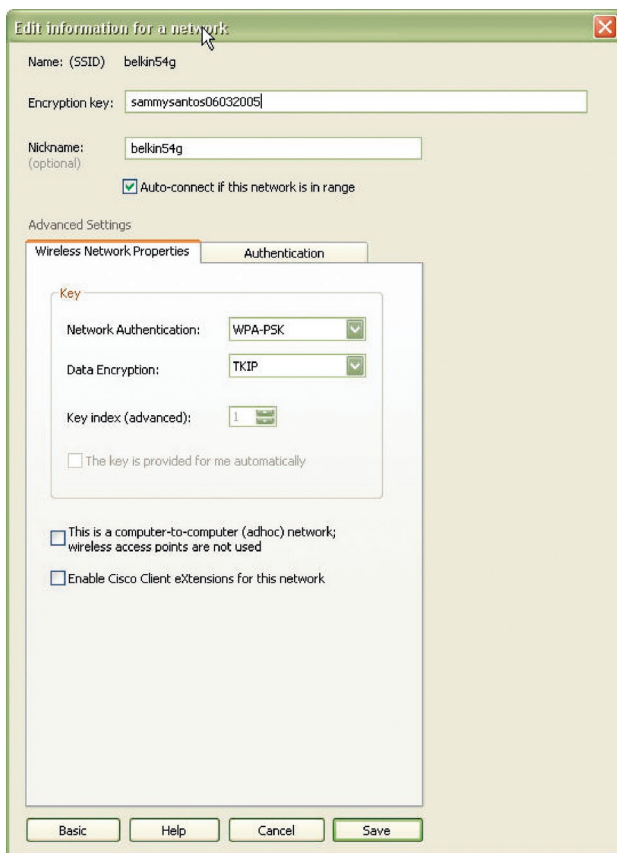 Edit information for a network
Name: (SSID) belkin54g
Encryption key: sammysantos06032005
Nickname: belkin54g
(optional)
Auto-connect if this network is in range
Advanced Settings
Wireless Network Properties Authentication
Key
Network Authentication: WPA-PSK
Data Encryption: TKIP
Key index (advanced): 1
The key is provided for me automatically
This is a computer-to-computer (adhoc) network;
wireless access points are not used
Enable Cisco Client eXtensions for this network
Basic Help Cancel Save